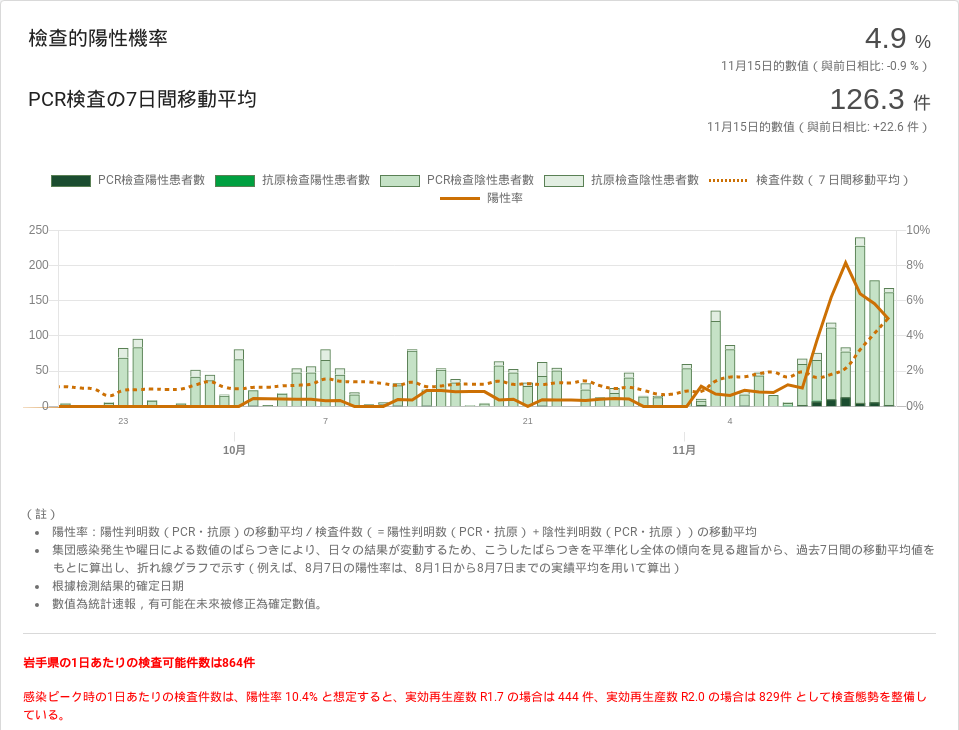 檢查的陽性機率
4.9 %
11月15日的數值（與前日相比: -0.9 %）
PCR検査の7日間移動平均
126.3 件
11月15日的數值（與前日相比: +22.6 件）
PCR檢查陽性患者數 抗原檢查陽性患者數 PCR檢查陰性患者數 抗原檢查陰性患者數 検査件数（７日間移動平均）
陽性率
250 10%
200 8%
150 6%
100 4%
50 2%
0 0%
23 7 21 4
10月 11月
（註）
陽性率：陽性判明数（PCR・抗原）の移動平均 / 検査件数（＝陽性判明数（PCR・抗原）＋陰性判明数（PCR・抗原））の移動平均
集団感染発生や曜日による数値のばらつきにより、日々の結果が変動するため、こうしたばらつきを平準化し全体の傾向を見る趣旨から、過去7日間の移動平均値を
もとに算出し、折れ線グラフで示す（例えば、8月7日の陽性率は、8月1日から8月7日までの実績平均を用いて算出）
根據檢測結果的確定日期
數值為統計速報，有可能在未來被修正為確定數值。
岩手県の1日あたりの検査可能件数は864件
感染ピーク時の1日あたりの検査件数は、陽性率 10.4% と想定すると、実効再生産数 R1.7 の場合は 444 件、実効再生産数 R2.0 の場合は 829件 として検査態勢を整備し
ている。